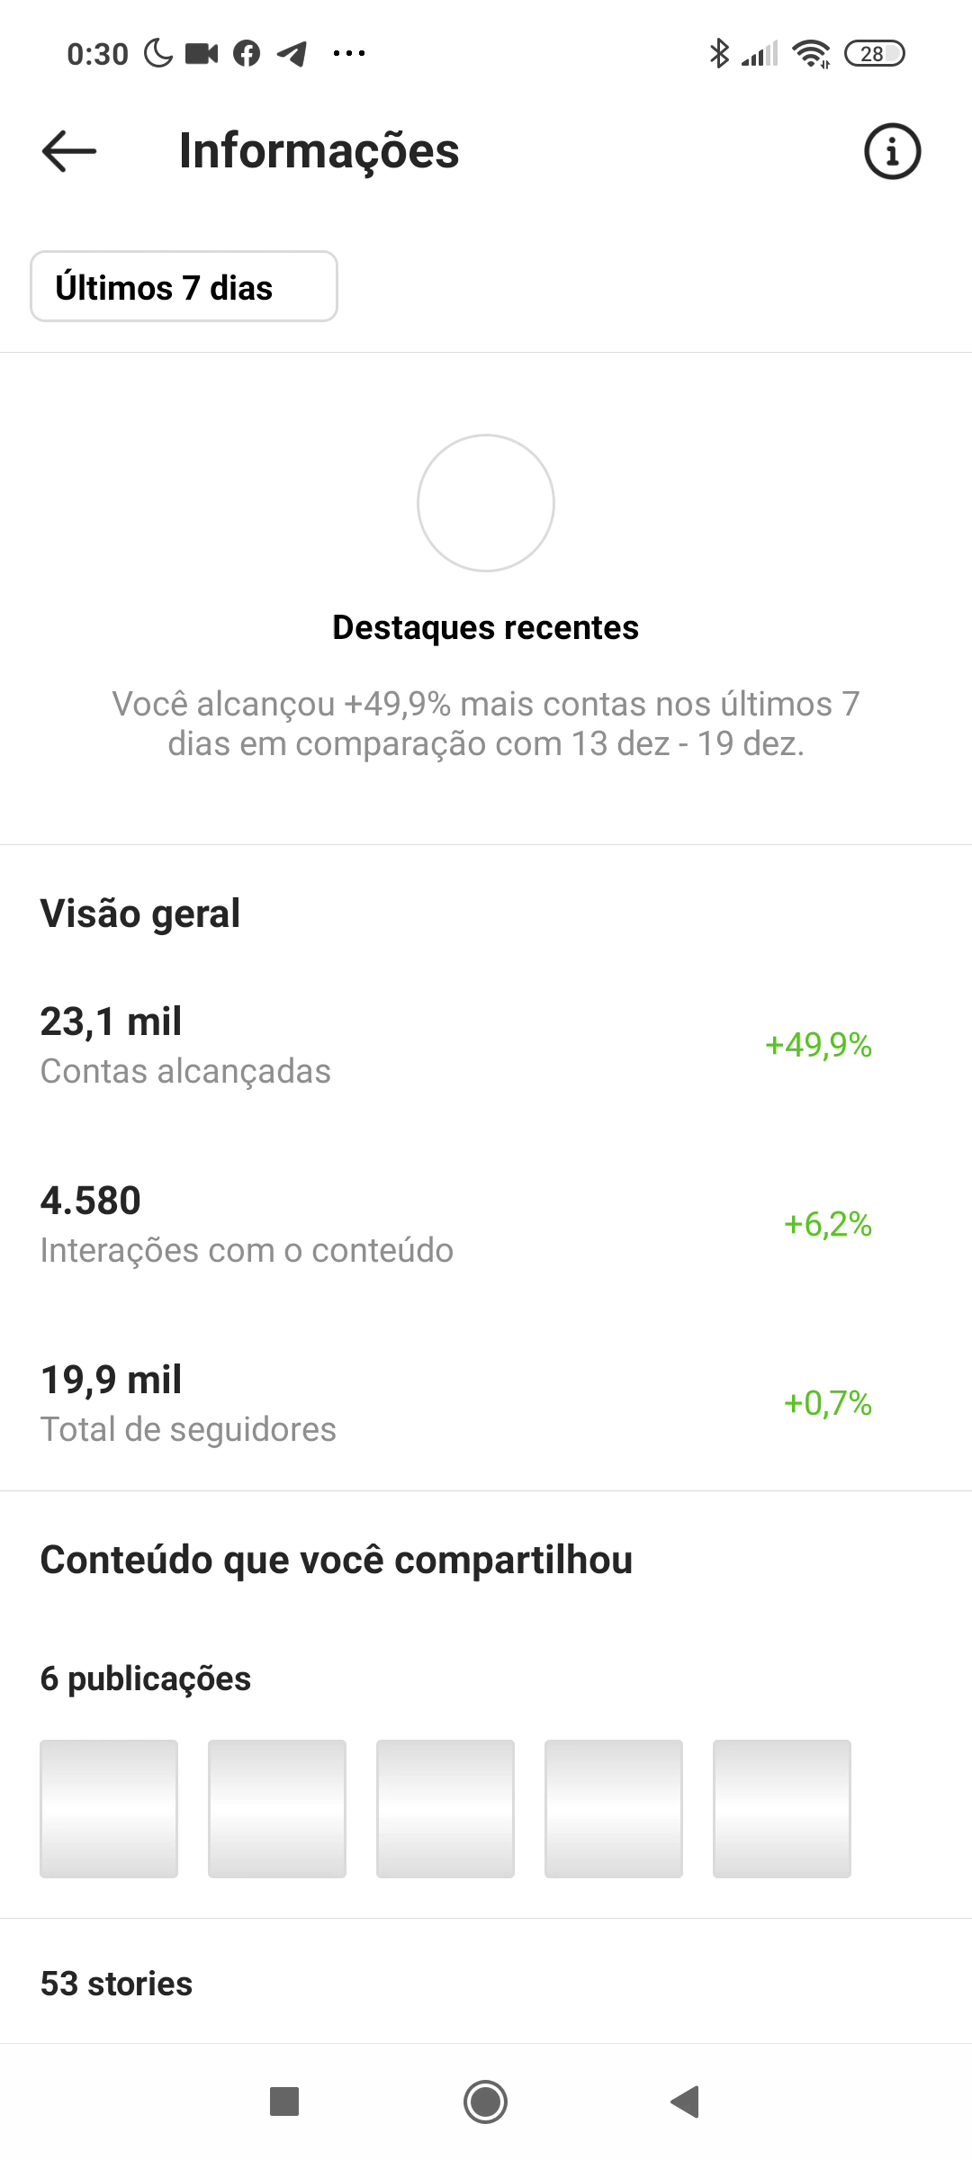 0:30
28
Informações
Últimos 7 dias
Destaques recentes
Você alcançou +49,9% mais contas nos últimos 7
dias em comparação com 13 dez - 19 dez.
Visão geral
23,1 mil
+49,9%
Contas alcançadas
4.580
+6,2%
Interações com o conteúdo
19,9 mil
+0,7%
Total de seguidores
Conteúdo que você compartilhou
6 publicações
53 stories